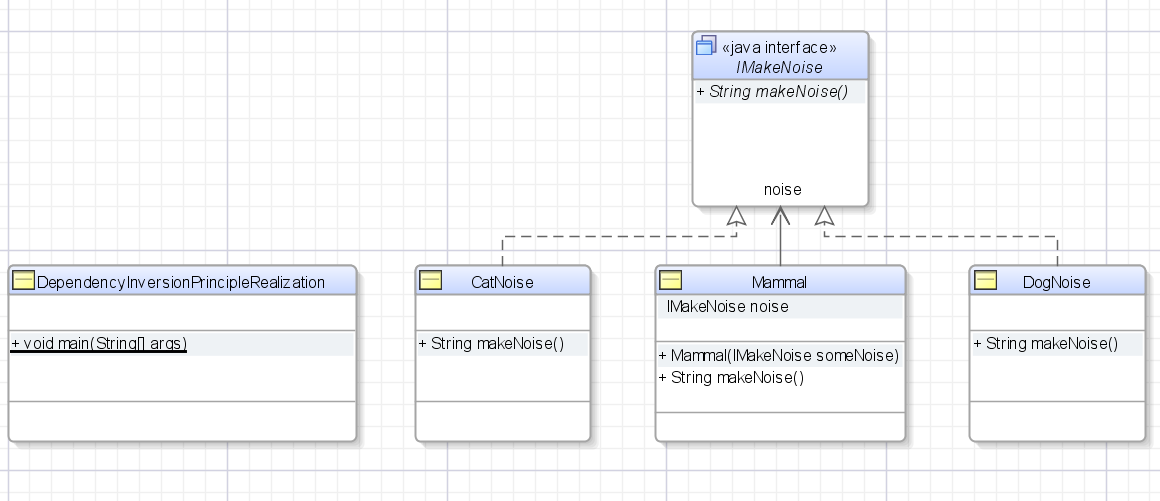 «java interface»
IMakeNoise
+ String makeNoise()
noise
DependencyInversionPrincipleRealization
+ void main(String[] args)
CatNoise
+ String makeNoise()
Mammal
IMakeNoise noise
+ Mammal(IMakeNoise someNoise)
+ String makeNoise()
DogNoise
+ String makeNoise()